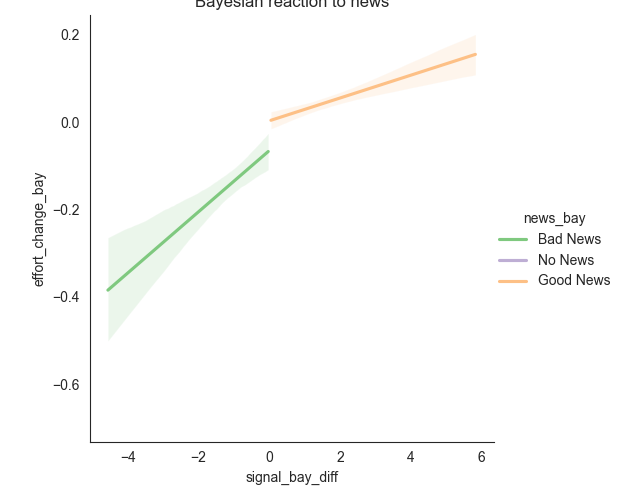 Bayesian reaction to news
0.2
0.0
−0.2
−0.4
−0.6
effort_change_bay
−4
−2
0
2
4
6
signal_bay_diff
news_bay
Bad News
No News
Good News